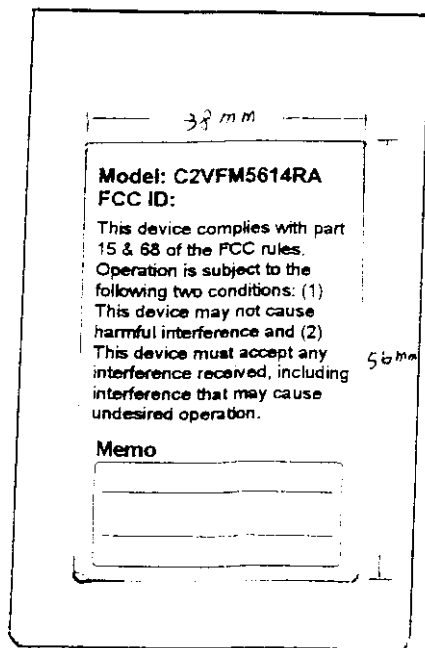 38 mm
Model: C2VFM5614RA
FCC ID:
This device complies with part
15 & 68 of the FCC rules.
Operation is subject to the
following two conditions: (1)
This device may not cause
harmful interference and (2)
This device must accept any
interference received, including
interference that may cause
undesired operation.
56 mm
Memo